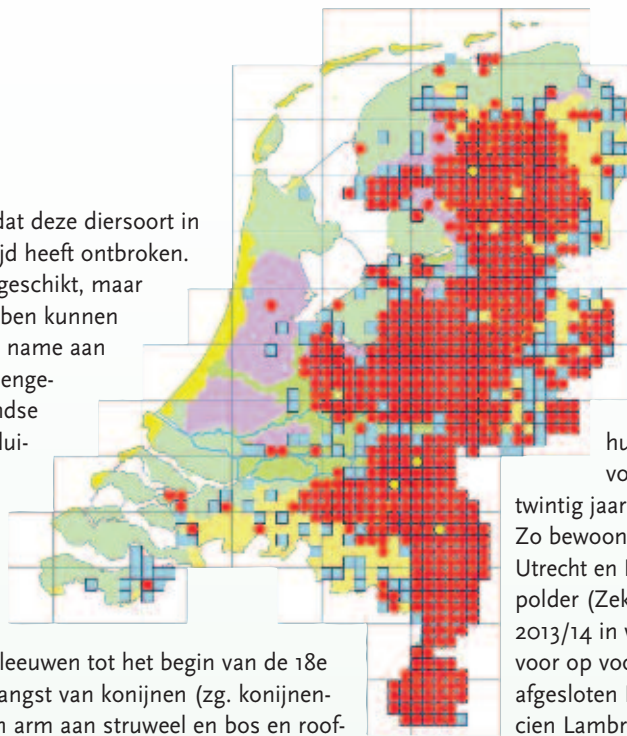 dat deze diersoort in
jd heeft ontbroken.
geschikt, maar
ben kunnen
name aan
enge-
ndse
lui-
leeuwen tot het begin van de 18e
angst van konijnen (zg. konijnen-
n arm aan struweel en bos en roof-
hu
vo
twintig jaar
Zo bewoon
Utrecht en
polder (Zek
2013/14 in v
voor op voo
afgesloten
cien Lambr